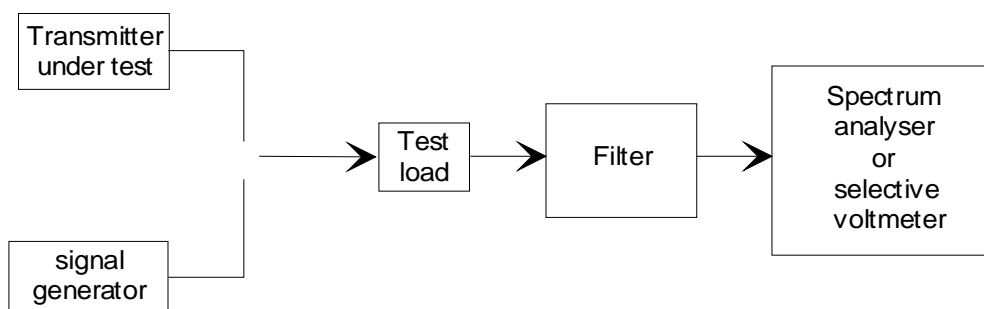 Transmitter
under test
signal
generator
Test
load
Filter
Spectrum
analyser
or
selective
voltmeter